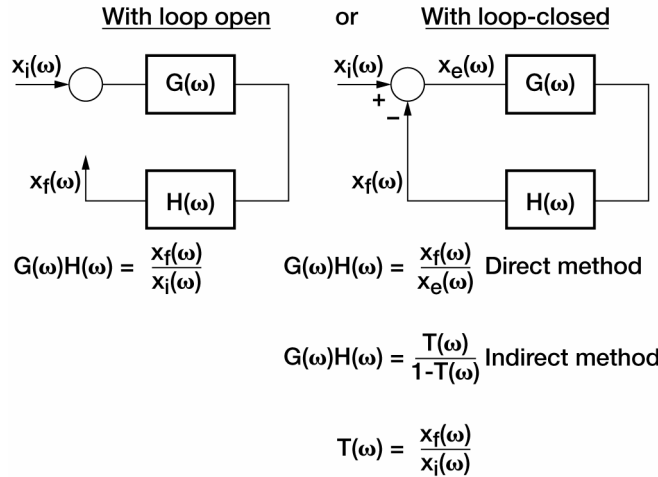 With loop open or With loop-closed
xi(ω) G(ω)
xf(ω) H(ω)
G(ω)H(ω) = xf(ω)/xi(ω)
xi(ω) + − xe(ω) G(ω)
xf(ω) H(ω)
G(ω)H(ω) = xf(ω)/xe(ω) Direct method
G(ω)H(ω) = T(ω)/1-T(ω) Indirect method
T(ω) = xf(ω)/xi(ω)